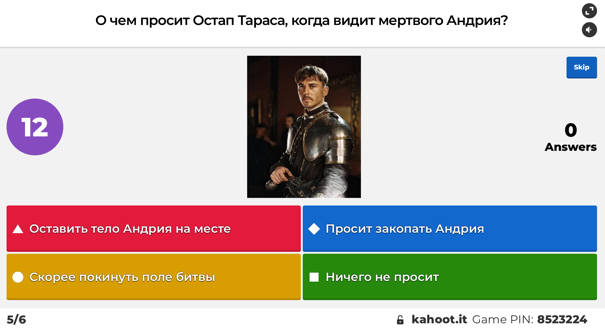 О чем просит Остап Тараса, когда видит мертвого Андрия?
Skip
12
0
Answers
Оставить тело Андрия на месте
Просит закопать Андрия
Скорее покинуть поле битвы
Ничего не просит
5/6
kahoot.it Game PIN: 8523224